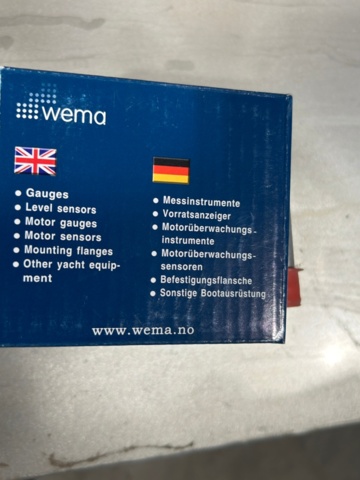 wema
• Gauges
• Level sensors
• Motor gauges
• Motor sensors
• Mounting flanges
• Other yacht equip-
ment
• Messinstrumente
• Vorratsanzeiger
• Motorüberwachungs-
instrumente
• Motorüberwachungs-
sensoren
• Befestigungsflansche
• Sonstige Bootausrüstung
www.wema.no